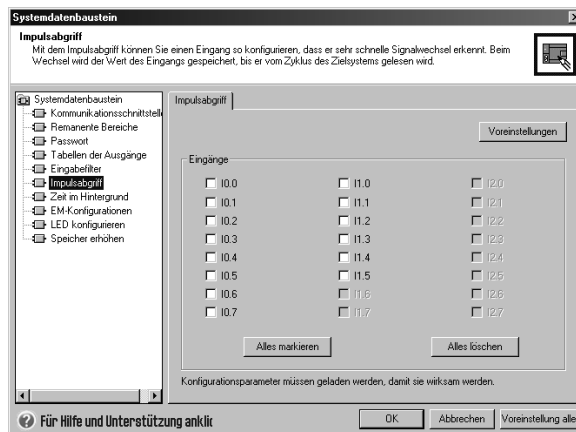 Systemdatenbaustein
Impulsabgriff
Mit dem Impulsabgriff können Sie einen Eingang so konfigurieren, dass er sehr schnelle Signalwechsel erkennt. Beim
Wechsel wird der Wert des Eingangs gespeichert, bis er vom Zyklus des Zielsystems gelesen wird.
Systemdatenbaustein
Kommunikationsschnittstelle
Remanente Bereiche
Passwort
Tabellen der Ausgänge
Eingabefilter
Impulsabgriff
Zeit im Hintergrund
EM-Konfigurationen
LED konfigurieren
Speicher erhöhen
Impulsabgriff
Voreinstellungen
Eingänge
I0.0 I1.0 I2.0
I0.1 I1.1 I2.1
I0.2 I1.2 I2.2
I0.3 I1.3 I2.3
I0.4 I1.4 I2.4
I0.5 I1.5 I2.5
I0.6 I1.6 I2.6
I0.7 I1.7 I2.7
Alles markieren Alles löschen
Konfigurationsparameter müssen geladen werden, damit sie wirksam werden.
Für Hilfe und Unterstützung anklic
OK Abbrechen Voreinstellung alle